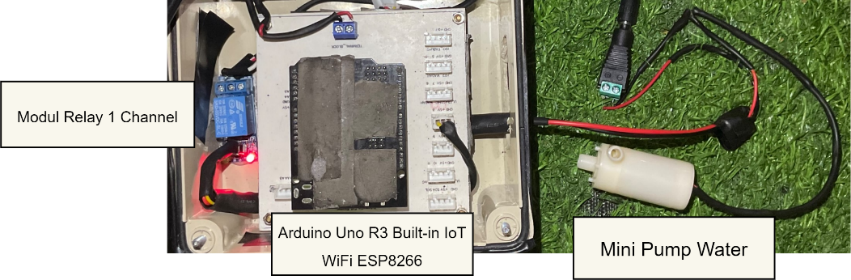 Modul Relay 1 Channel
Arduino Uno R3 Built-in IoT
WiFi ESP8266
Mini Pump Water